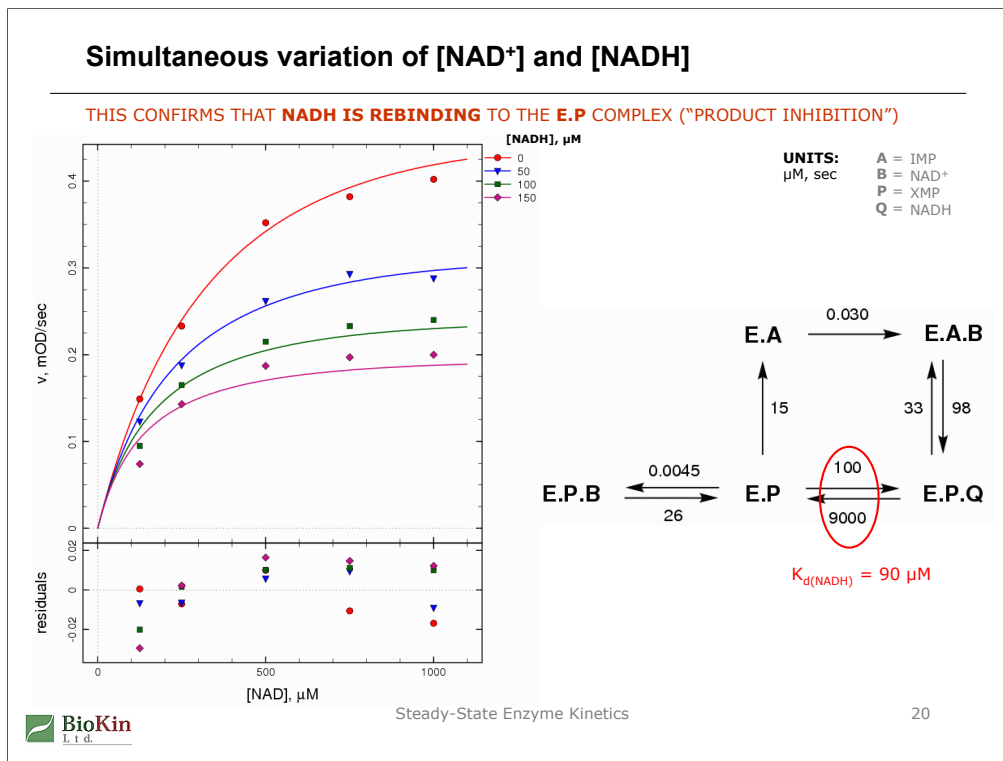 Simultaneous variation of [NAD⁺] and [NADH]
THIS CONFIRMS THAT NADH IS REBINDING TO THE E.P COMPLEX (“PRODUCT INHIBITION”)
[NADH], μM
0
50
100
150
v, mOD/sec
0.4
0.3
0.2
0.1
0
residuals
0.02
0
-0.02
0 500 1000
[NAD], μM
UNITS:
μM, sec
A = IMP
B = NAD⁺
P = XMP
Q = NADH
0.030
E.A E.A.B
15 33 98
0.0045 100
E.P.B E.P E.P.Q
26 9000
Kd(NADH) = 90 μM
BioKin
Ltd.
Steady-State Enzyme Kinetics
20